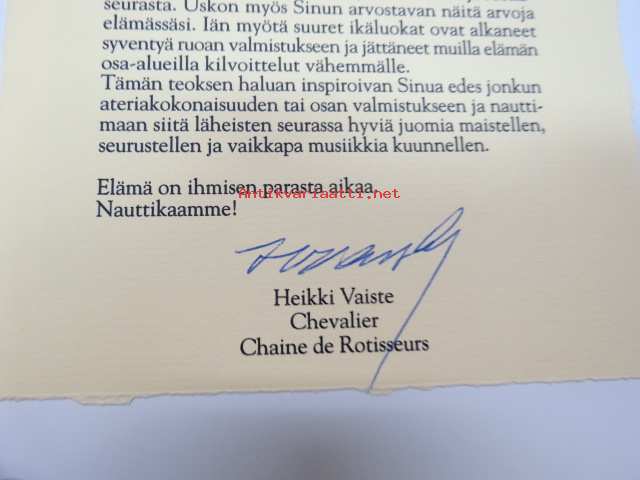 seurasta. Uskon myös Sinun arvostavan näitä arvoja
elämässäsi. Iän myötä suuret ikäluokat ovat alkaneet
syventyä ruoan valmistukseen ja jättäneet muilla elämän
osa-alueilla kilvoittelut vähemmälle.
Tämän teoksen haluan inspiroivan Sinua edes jonkun
ateriakokonaisuuden tai osan valmistukseen ja nautti-
maan siitä läheisten seurassa hyviä juomia maistellen,
seurustellen ja vaikkapa musiikkia kuunnellen.
Elämä on ihmisen parasta aikaa.
Antikvariaatti.net
Nauttikaamme!
Heikki Vaiste
Chevalier
Chaine de Rotisseurs